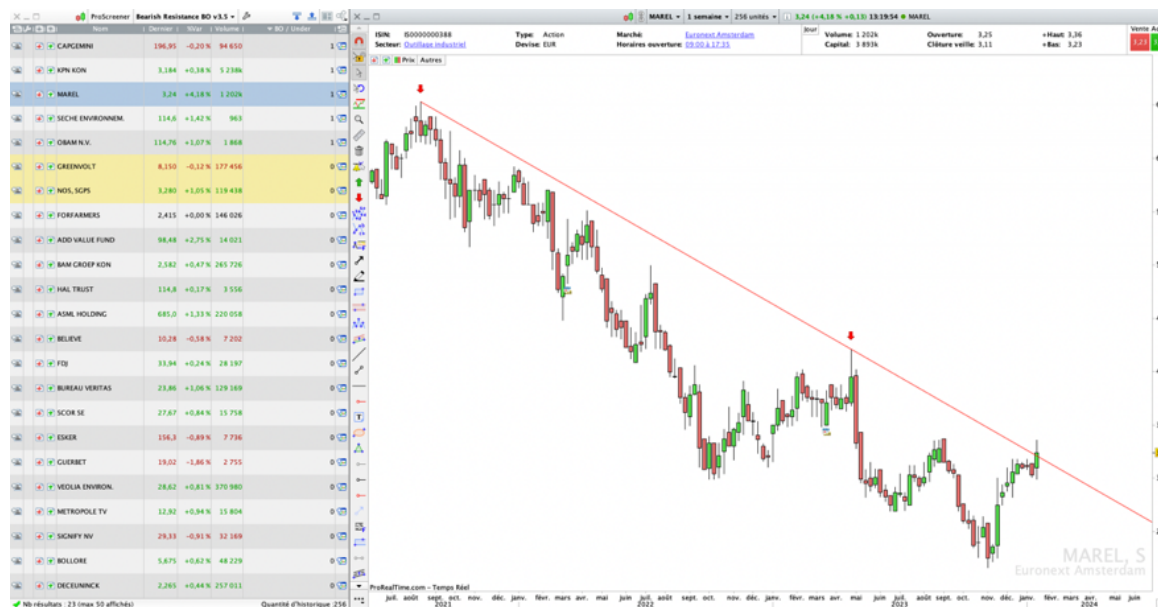 ProScreener Bearish Resistance BO v3.5
Nom Dernier %Var Volume BO / Under
CAPGEMINI 196,95 -0,20 % 94 650 1
KPN KON 3,184 +0,38 % 5 238k 1
MAREL 3,24 +4,18 % 1 202k 1
SECHE ENVIRONNEM. 114,6 +1,42 % 963 1
OBAM N.V. 114,76 +1,07 % 1 868 1
GREENVOLT 8,150 -0,12 % 177 456 0
NOS, SGPS 3,280 +1,05 % 119 438 0
FORFARMERS 2,415 +0,00 % 146 026 0
ADD VALUE FUND 98,48 +2,75 % 14 021 0
BAM GROEP KON 2,582 +0,47 % 265 726 0
HAL TRUST 114,8 +0,17 % 3 556 0
ASML HOLDING 685,0 +1,33 % 220 058 0
BELIEVE 10,28 -0,58 % 7 202 0
FDJ 33,94 +0,24 % 28 197 0
BUREAU VERITAS 23,86 +1,06 % 129 169 0
SCOR SE 27,67 +0,84 % 15 758 0
ESKER 156,3 -0,89 % 7 736 0
GUERBET 19,02 -1,86 % 2 755 0
VEOLIA ENVIRON. 28,62 +0,81 % 370 980 0
METROPOLE TV 12,92 +0,94 % 15 804 0
SIGNIFY NV 29,33 -0,91 % 32 169 0
BOLLORE 5,675 +0,62 % 48 229 0
DECEUNINCK 2,265 +0,44 % 257 011 0
Nb résultats : 23 (max 50 affichés) Quantité d'historique :256
MAREL 1 semaine 256 unités 3,24 (+4,18 % +0,13) 13:19:54 MAREL
ISIN: IS0000000388 Type: Action Marché: Euronext Amsterdam Jour Volume: 1 202k Ouverture: 3,25 +Haut: 3,36
Secteur: Outillage industriel Devise: EUR Horaires ouverture: 09:00 à 17:35 Capital: 3 893k Clôture veille: 3,11 +Bas: 3,23
Vente
3,23
Prix Autres
MAREL, S
Euronext Amsterdam
ProRealTime.com - Temps Réel
juil. août sept. oct. nov. déc. janv. févr. mars avr. mai juin juil. août sept. oct. nov. déc. janv. févr. mars avr. mai juin juil. août sept. oct. nov. déc. janv. févr. mars avr. mai juin
2021 2022 2023 2024